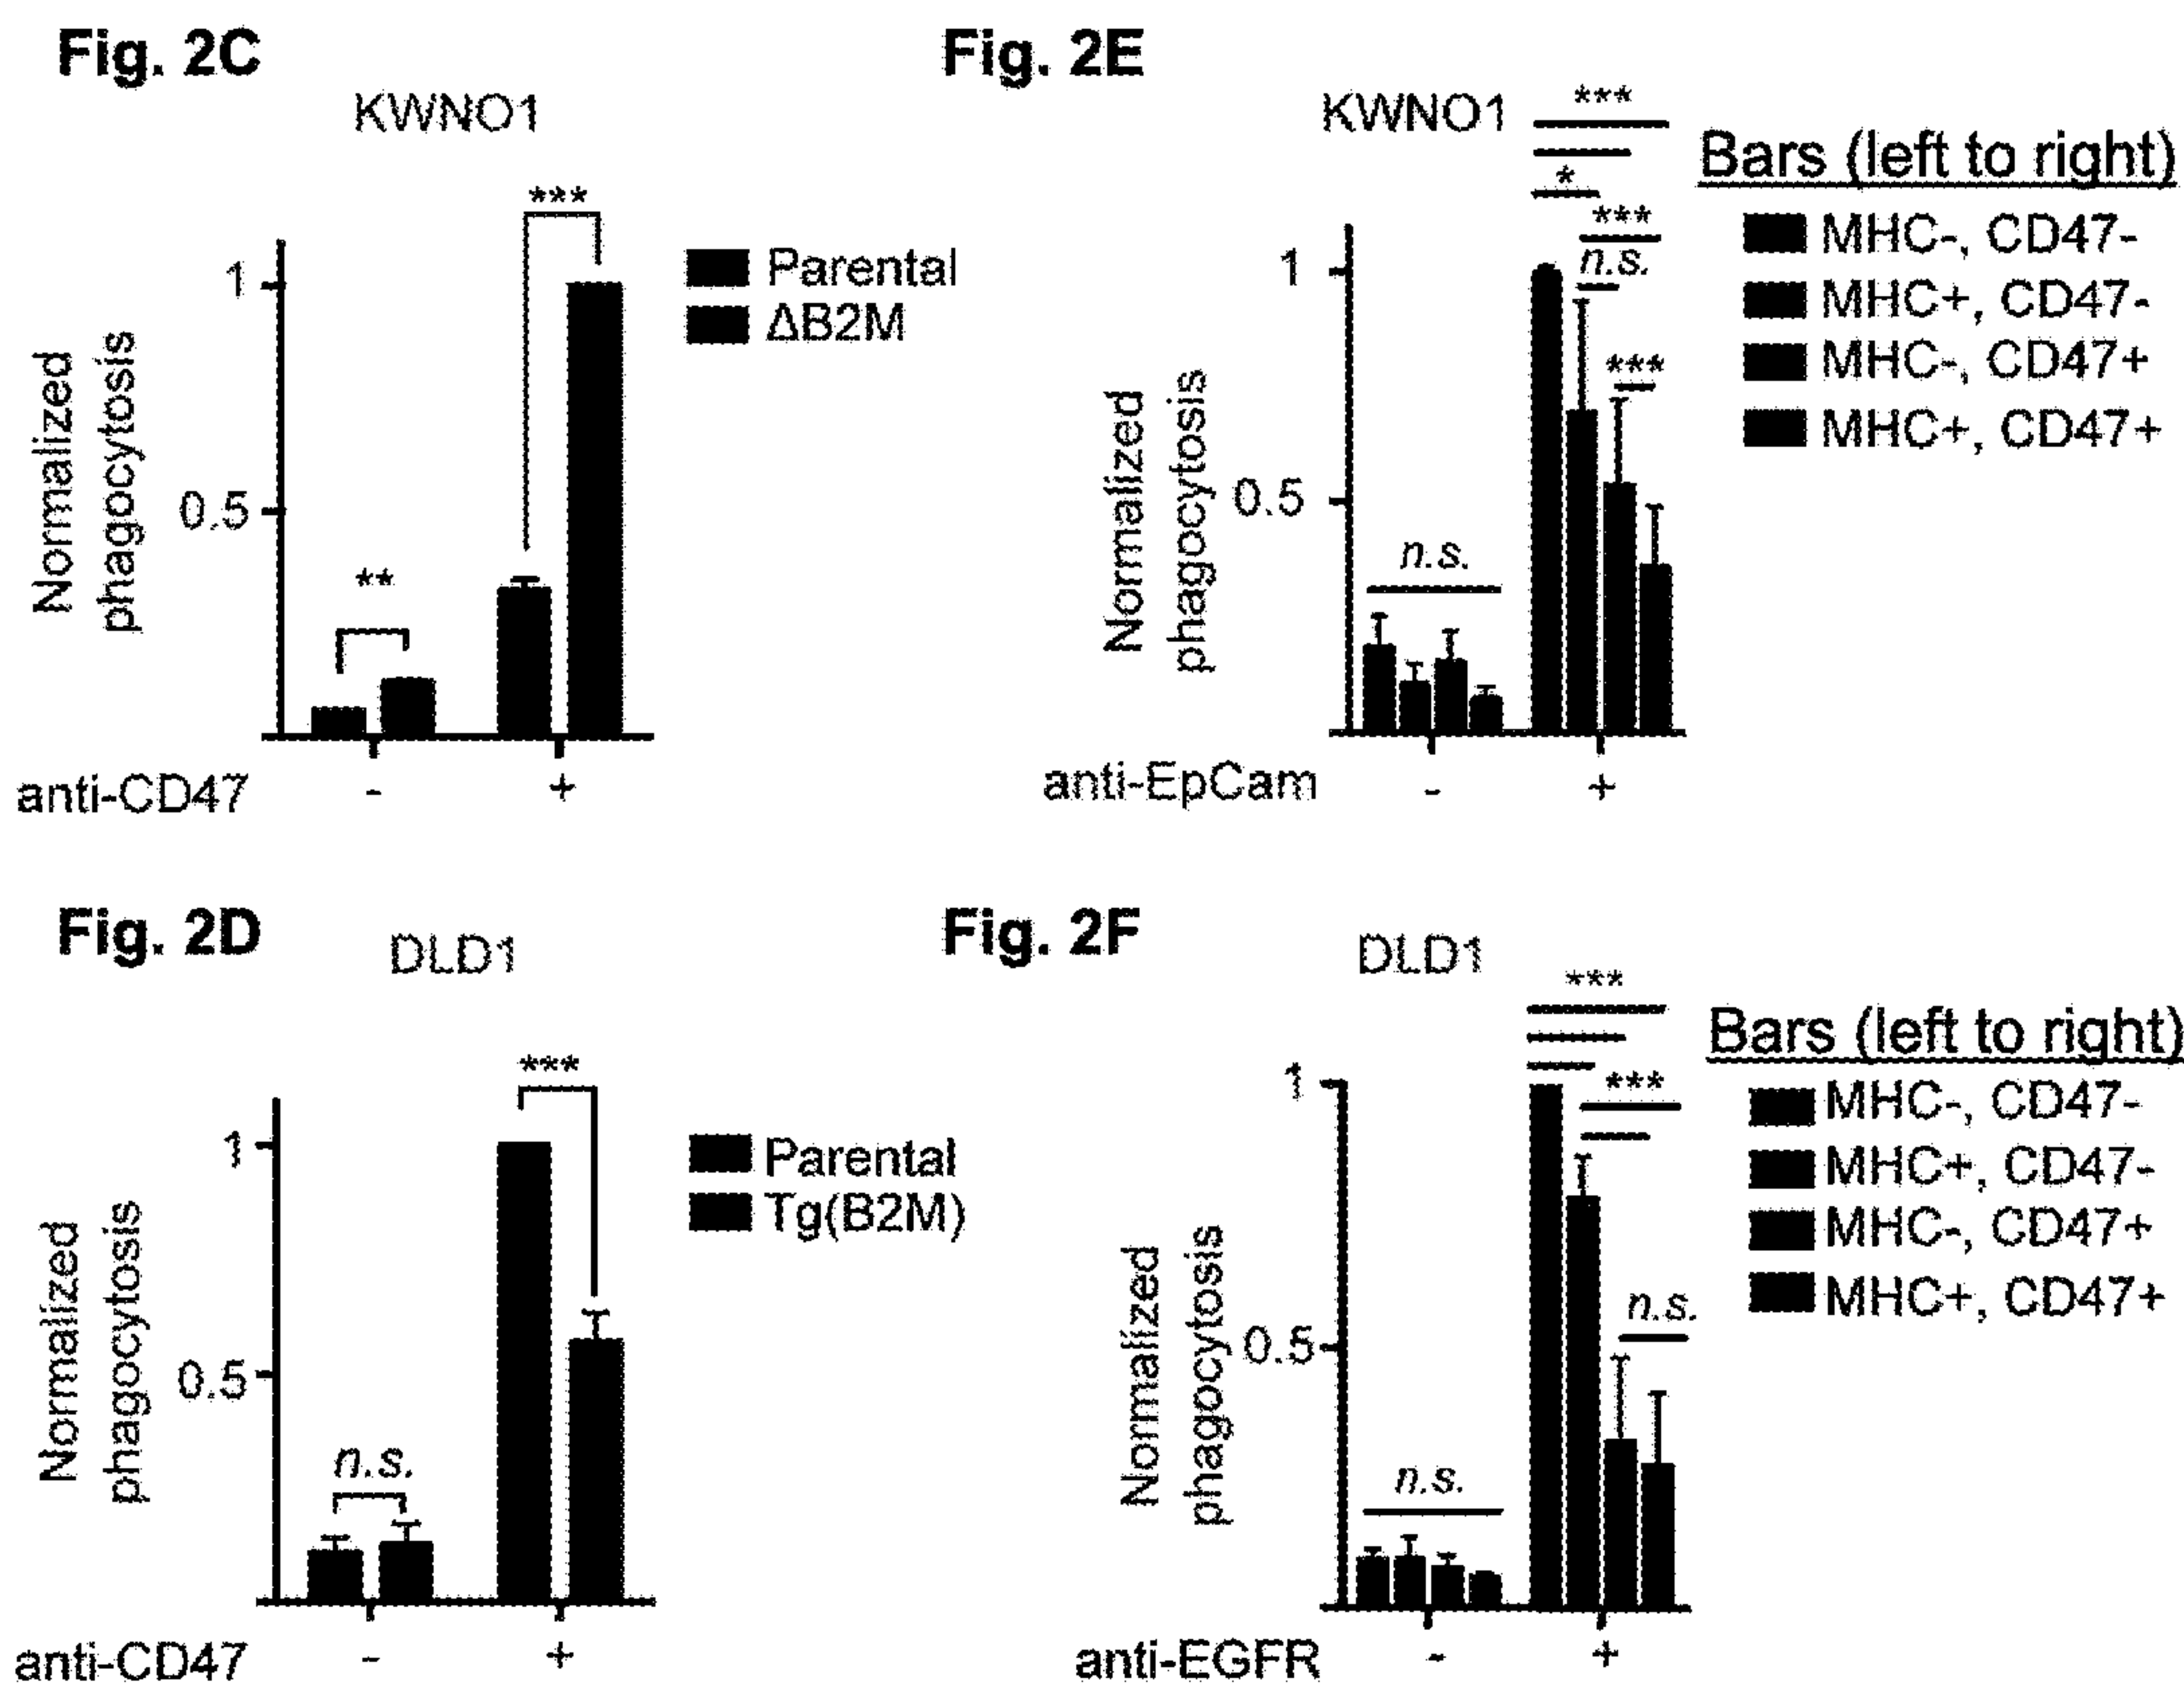 Fig. 2C
KWNO1
***
1
Parental
ΔB2M
Normalized
phagocytosis
0.5
**
anti-CD47
-
+
Fig. 2E
KWNO1
***
*
***
n.s.
***
Bars (left to right)
MHC-, CD47-
MHC+, CD47-
MHC-, CD47+
MHC+, CD47+
1
Normalized
phagocytosis
0.5
n.s.
anti-EpCam
-
+
Fig. 2D
DLD1
***
1
Parental
Tg(B2M)
Normalized
phagocytosis
0.5
n.s.
anti-CD47
-
+
Fig. 2F
DLD1
***
***
Bars (left to right)
MHC-, CD47-
MHC+, CD47-
MHC-, CD47+
MHC+, CD47+
1
n.s.
Normalized
phagocytosis
0.5
n.s.
anti-EGFR
-
+